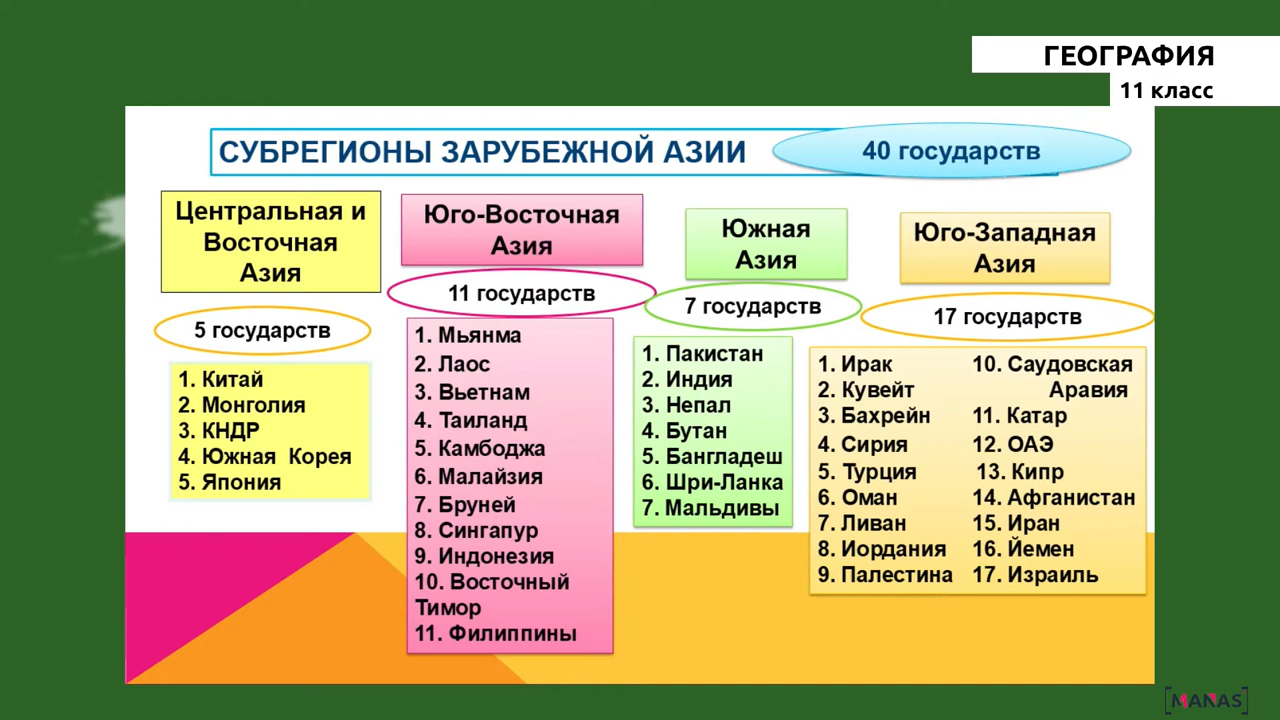 ГЕОГРАФИЯ
11 класс
СУБРЕГИОНЫ ЗАРУБЕЖНОЙ АЗИИ
40 государств
Центральная и
Восточная
Азия
5 государств
1. Китай
2. Монголия
3. КНДР
4. Южная Корея
5. Япония
Юго-Восточная
Азия
11 государств
1. Мьянма
2. Лаос
3. Вьетнам
4. Таиланд
5. Камбоджа
6. Малайзия
7. Бруней
8. Сингапур
9. Индонезия
10. Восточный
Тимор
11. Филиппины
Южная
Азия
7 государств
1. Пакистан
2. Индия
3. Непал
4. Бутан
5. Бангладеш
6. Шри-Ланка
7. Мальдивы
Юго-Западная
Азия
17 государств
1. Ирак
2. Кувейт
3. Бахрейн
4. Сирия
5. Турция
6. Оман
7. Ливан
8. Иордания
9. Палестина
10. Саудовская
Аравия
11. Катар
12. ОАЭ
13. Кипр
14. Афганистан
15. Иран
16. Йемен
17. Израиль
[MANAS]